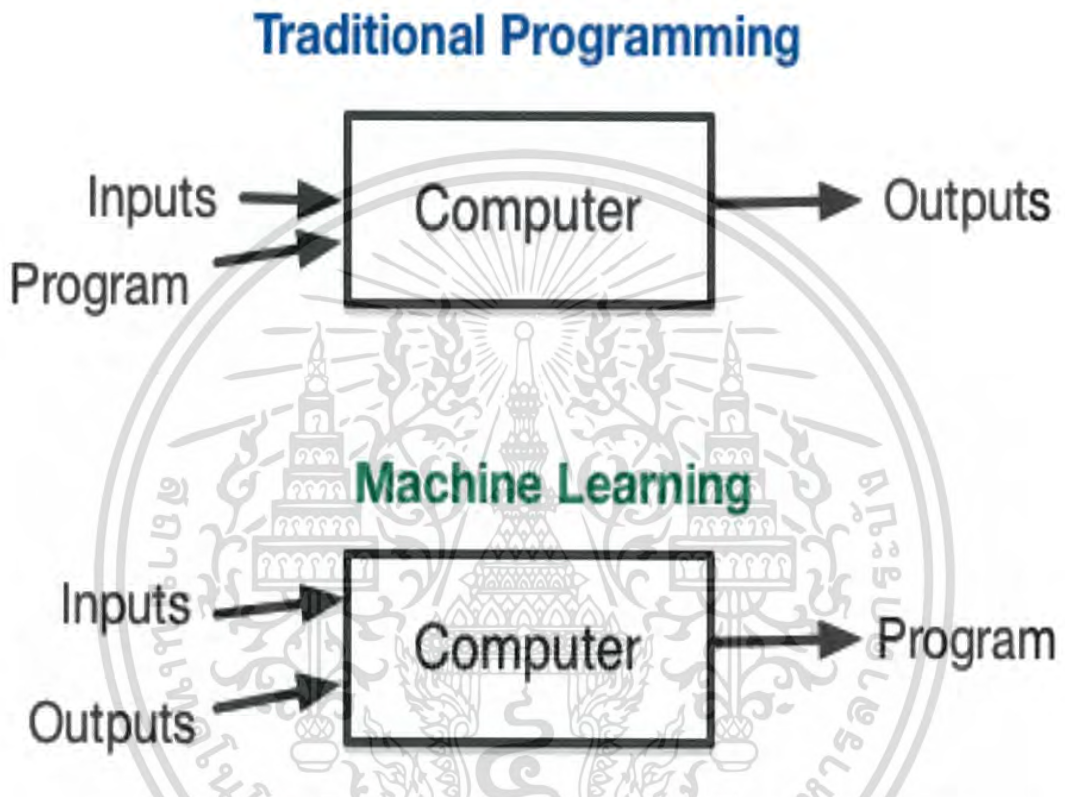 Traditional Programming
Inputs
Computer
Outputs
Program
Machine Learning
Inputs
Computer
Program
Outputs